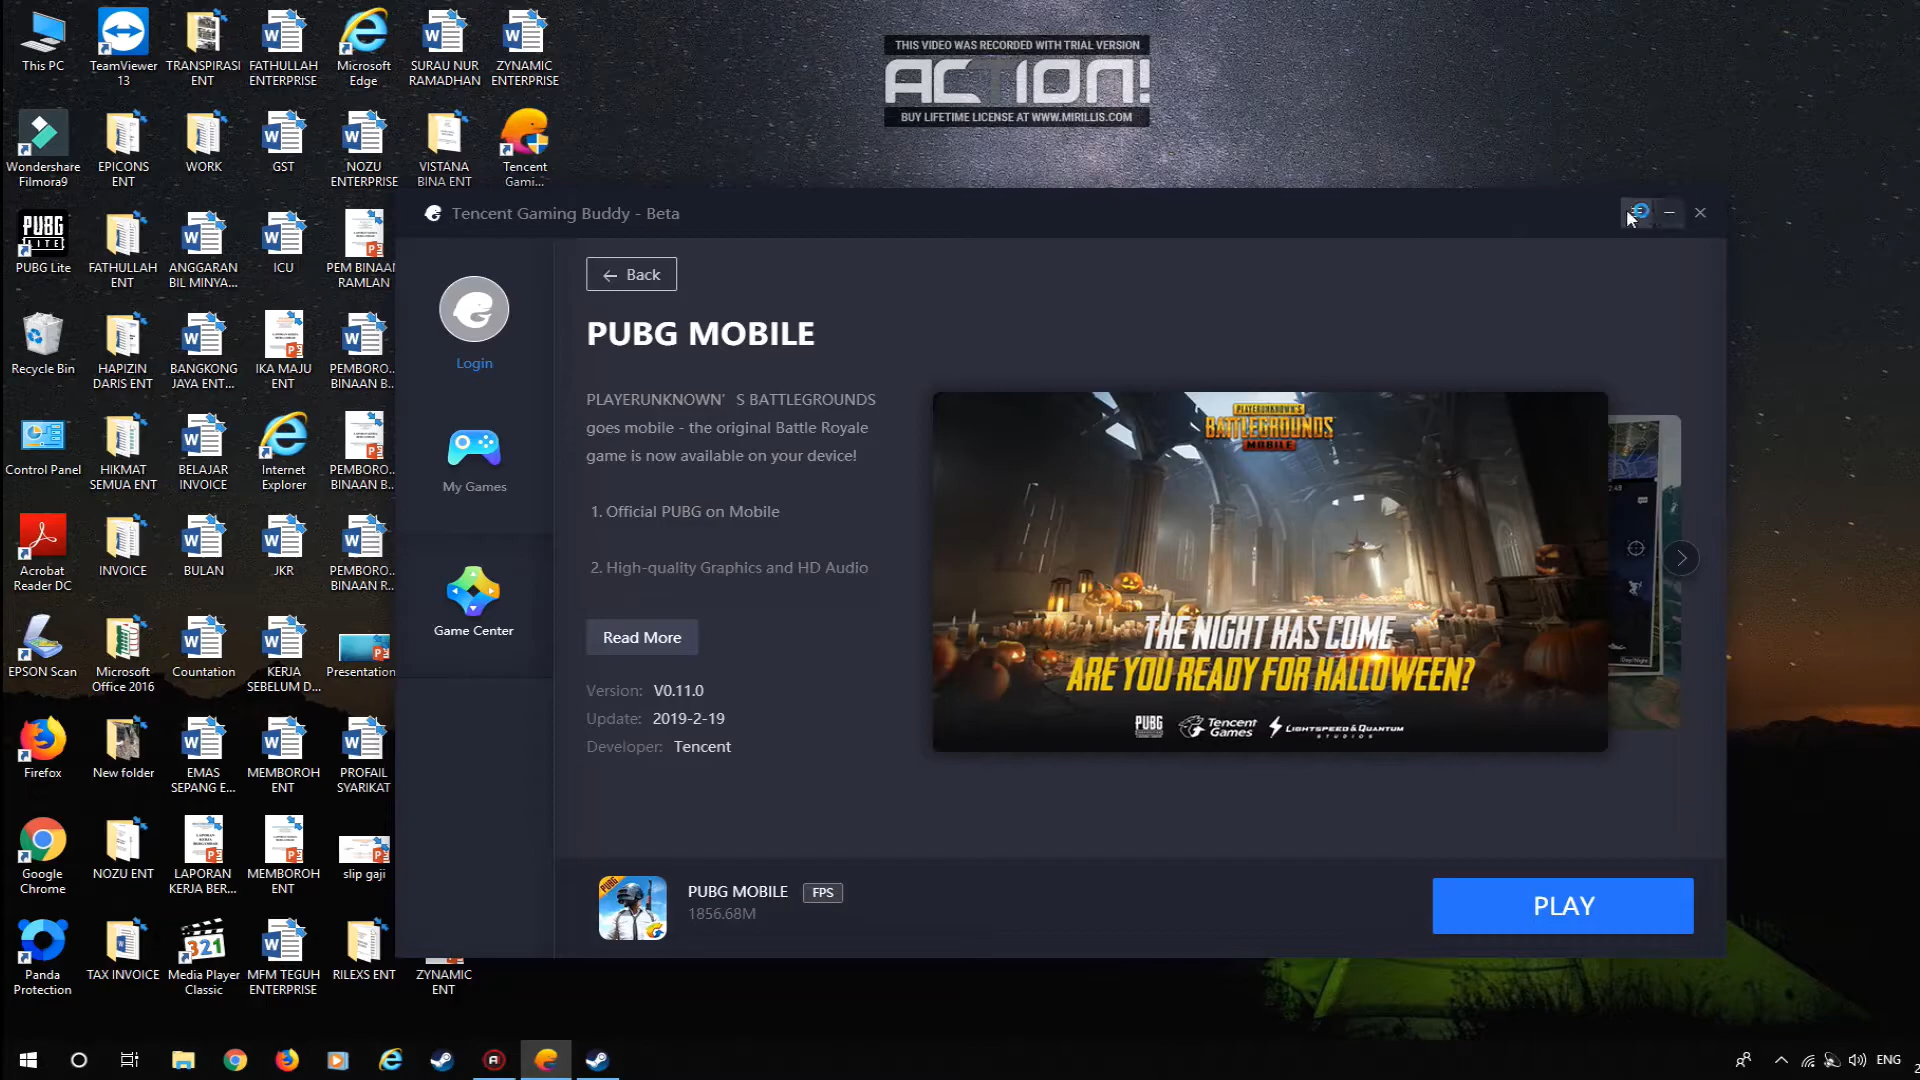 This PC
TeamViewer
13
TRANSPIRASI
ENT
FATHULLAH
ENTERPRISE
Microsoft
Edge
SURAU NUR
RAMADHAN
ZYNAMIC
ENTERPRISE
THIS VIDEO WAS RECORDED WITH TRIAL VERSION
ACTION!
BUY LIFETIME LICENSE AT WWW.MIRILLIS.COM
Wondershare
Filmora9
EPICONS
ENT
WORK
GST
NOZU
ENTERPRISE
VISTANA
BINA ENT
Tencent
Gami...
PUBG
LITE
PUBG Lite
FATHULLAH
ENT
ANGGARAN
BIL MINYA...
ICU
PEM BINAAN
RAMLAN
Recycle Bin
HAPIZIN
DARIS ENT
BANGKONG
JAYA ENT...
IKA MAJU
ENT
PEMBORO...
BINAAN B...
Control Panel
HIKMAT
SEMUA ENT
BELAJAR
INVOICE
Internet
Explorer
PEMBORO...
BINAAN B...
Acrobat
Reader DC
INVOICE
BULAN
JKR
PEMBORO...
BINAAN R...
EPSON Scan
Microsoft
Office 2016
Countation
KERJA
SEBELUM D...
Presentation
Firefox
New folder
EMAS
SEPANG E...
MEMBOROH
ENT
PROFAIL
SYARIKAT
Google
Chrome
NOZU ENT
LAPORAN
KERJA BER...
MEMBOROH
ENT
slip gaji
Panda
Protection
TAX INVOICE
321
Media Player
Classic
MFM TEGUH
ENTERPRISE
RILEXS ENT
ZYNAMIC
ENT
Tencent Gaming Buddy - Beta
Login
My Games
Game Center
← Back
PUBG MOBILE
PLAYERUNKNOWN’S BATTLEGROUNDS
goes mobile - the original Battle Royale
game is now available on your device!
1. Official PUBG on Mobile
2. High-quality Graphics and HD Audio
Read More
Version: V0.11.0
Update: 2019-2-19
Developer: Tencent
PLAYERUNKNOWN'S
BATTLEGROUNDS
MOBILE
THE NIGHT HAS COME
ARE YOU READY FOR HALLOWEEN?
PUBG
Tencent
Games
LIGHTSPEED & QUANTUM
STUDIOS
PUBG MOBILE FPS
1856.68M
PLAY
ENG